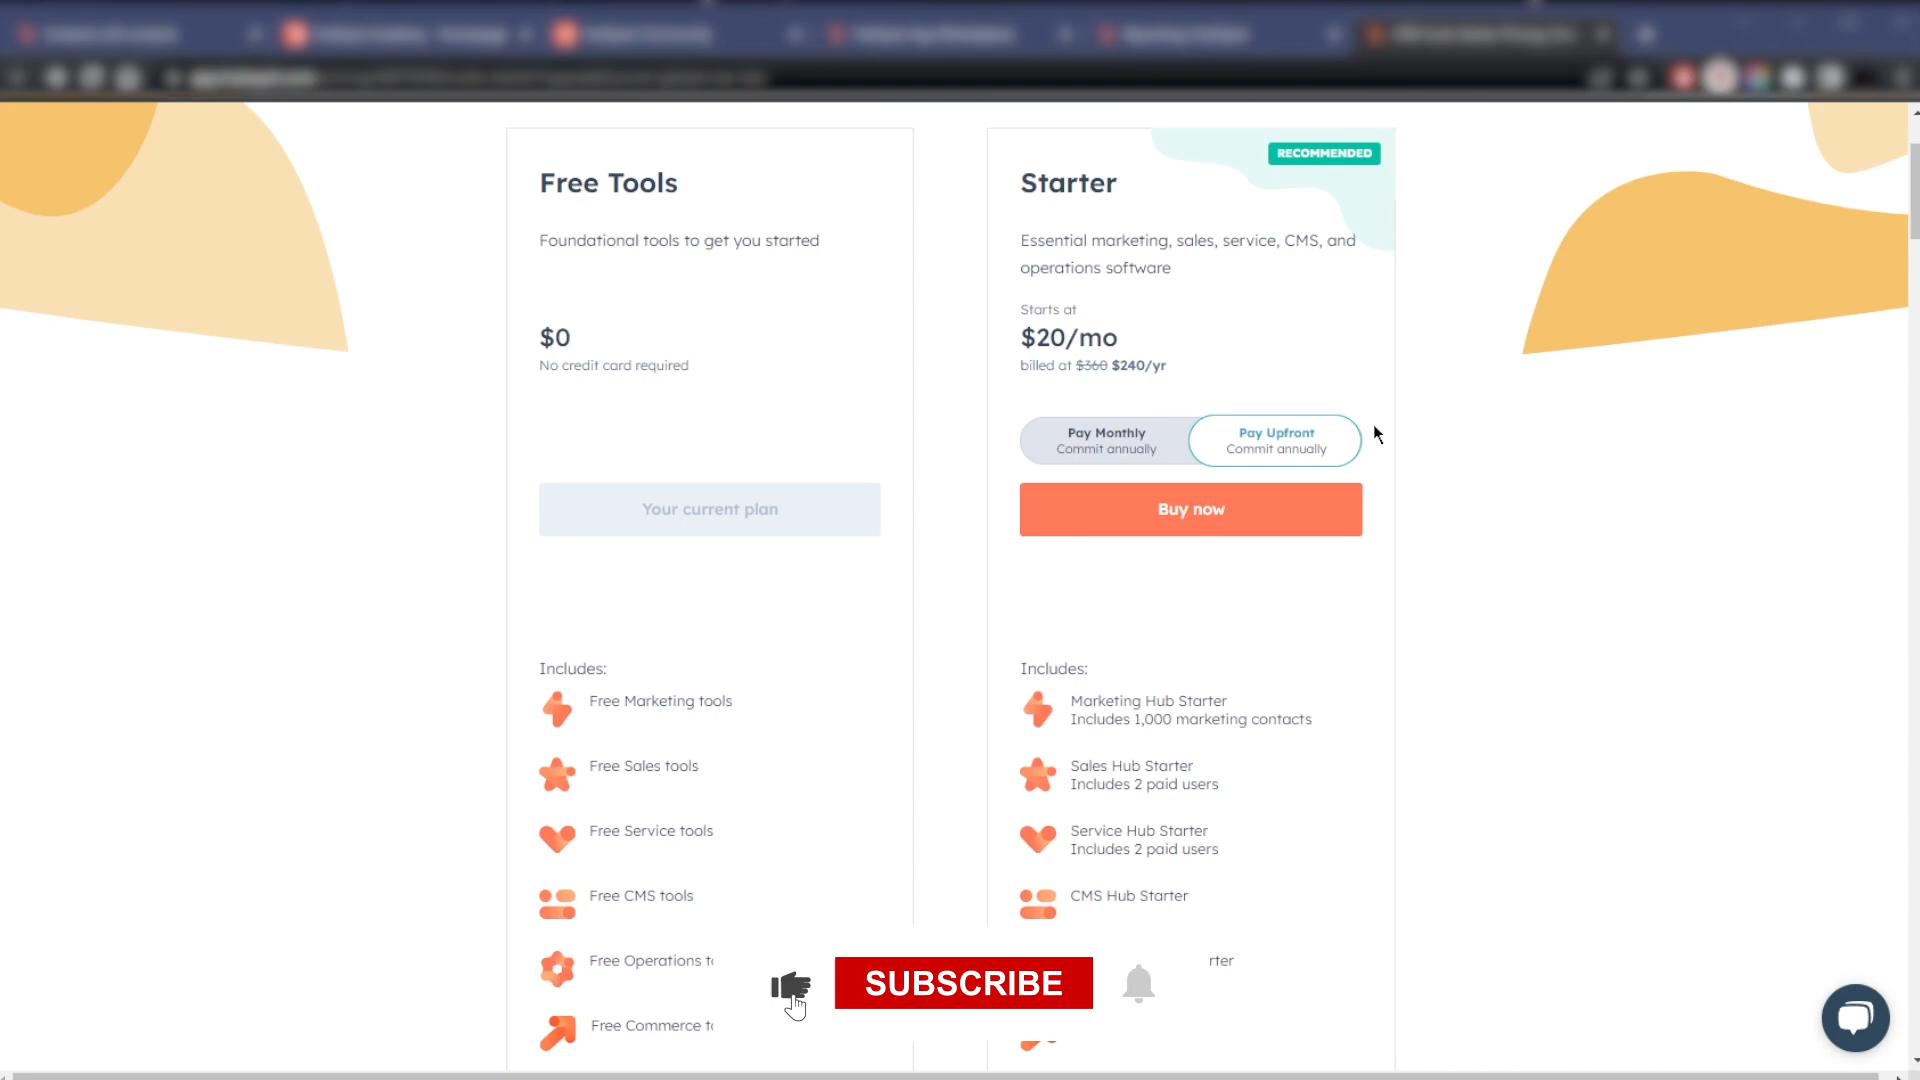 Free Tools
Foundational tools to get you started
$0
No credit card required
Your current plan
Includes:
Free Marketing tools
Free Sales tools
Free Service tools
Free CMS tools
Free Operations
Free Commerce
RECOMMENDED
Starter
Essential marketing, sales, service, CMS, and
operations software
Starts at
$20/mo
billed at $360 $240/yr
Pay Monthly
Commit annually
Pay Upfront
Commit annually
Buy now
Includes:
Marketing Hub Starter
Includes 1,000 marketing contacts
Sales Hub Starter
Includes 2 paid users
Service Hub Starter
Includes 2 paid users
CMS Hub Starter
rter
SUBSCRIBE